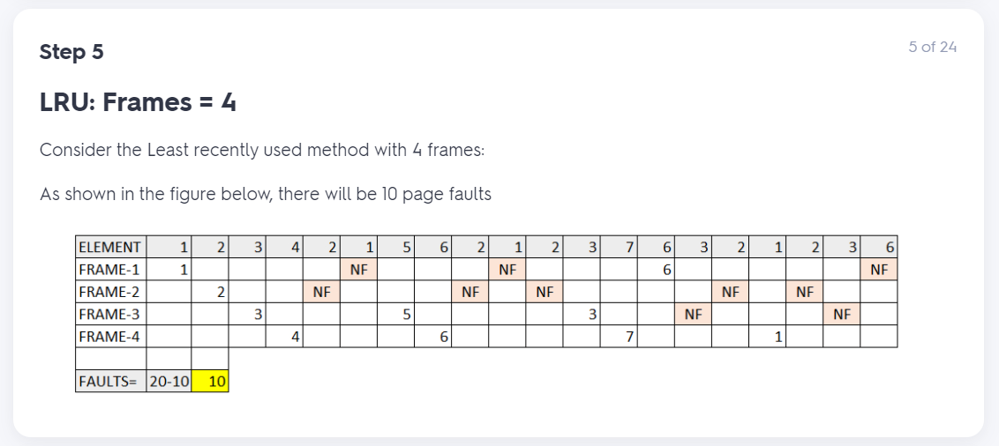 Step 5
5 of 24
LRU: Frames = 4
Consider the Least recently used method with 4 frames:
As shown in the figure below, there will be 10 page faults
ELEMENT 1 2 3 4 2 1 5 6 2 1 2 3 7 6 3 2 1 2 3 6
FRAME-1 1 NF NF 6 NF
FRAME-2 2 NF NF NF NF NF
FRAME-3 3 5 3 NF NF
FRAME-4 4 6 7 1
FAULTS= 20-10 10